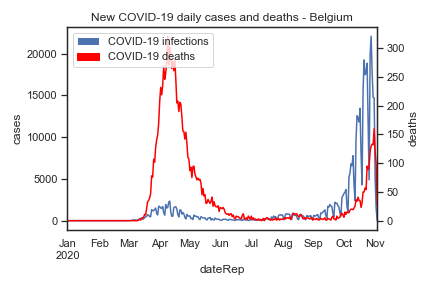 New COVID-19 daily cases and deaths - Belgium
COVID-19 infections
COVID-19 deaths
cases
20000
15000
10000
5000
0
deaths
300
250
200
150
100
50
0
Jan Feb Mar Apr May Jun Jul Aug Sep Oct Nov
2020
dateRep